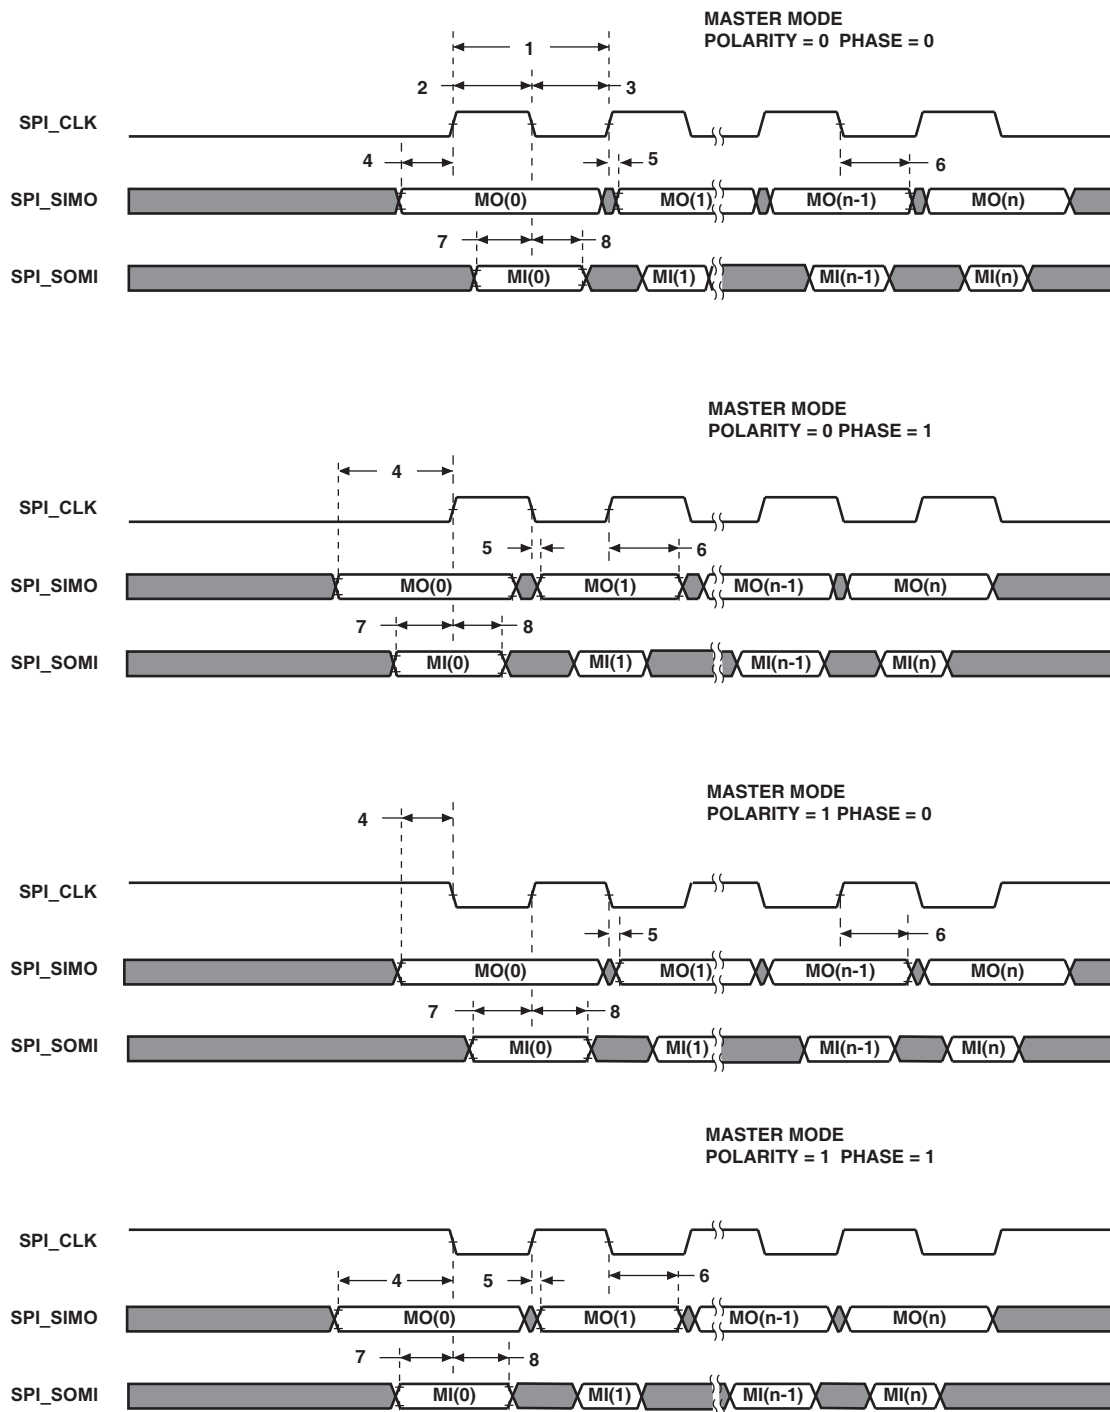 MASTER MODE
POLARITY = 0 PHASE = 0
1
2 3
SPI_CLK
4 5 6
SPI_SIMO MO(0) MO(1) MO(n-1) MO(n)
7 8
SPI_SOMI MI(0) MI(1) MI(n-1) MI(n)
MASTER MODE
POLARITY = 0 PHASE = 1
4
SPI_CLK
5 6
SPI_SIMO MO(0) MO(1) MO(n-1) MO(n)
7 8
SPI_SOMI MI(0) MI(1) MI(n-1) MI(n)
MASTER MODE
POLARITY = 1 PHASE = 0
4
SPI_CLK
5 6
SPI_SIMO MO(0) MO(1) MO(n-1) MO(n)
7 8
SPI_SOMI MI(0) MI(1) MI(n-1) MI(n)
MASTER MODE
POLARITY = 1 PHASE = 1
SPI_CLK
4 5 6
SPI_SIMO MO(0) MO(1) MO(n-1) MO(n)
7 8
SPI_SOMI MI(0) MI(1) MI(n-1) MI(n)